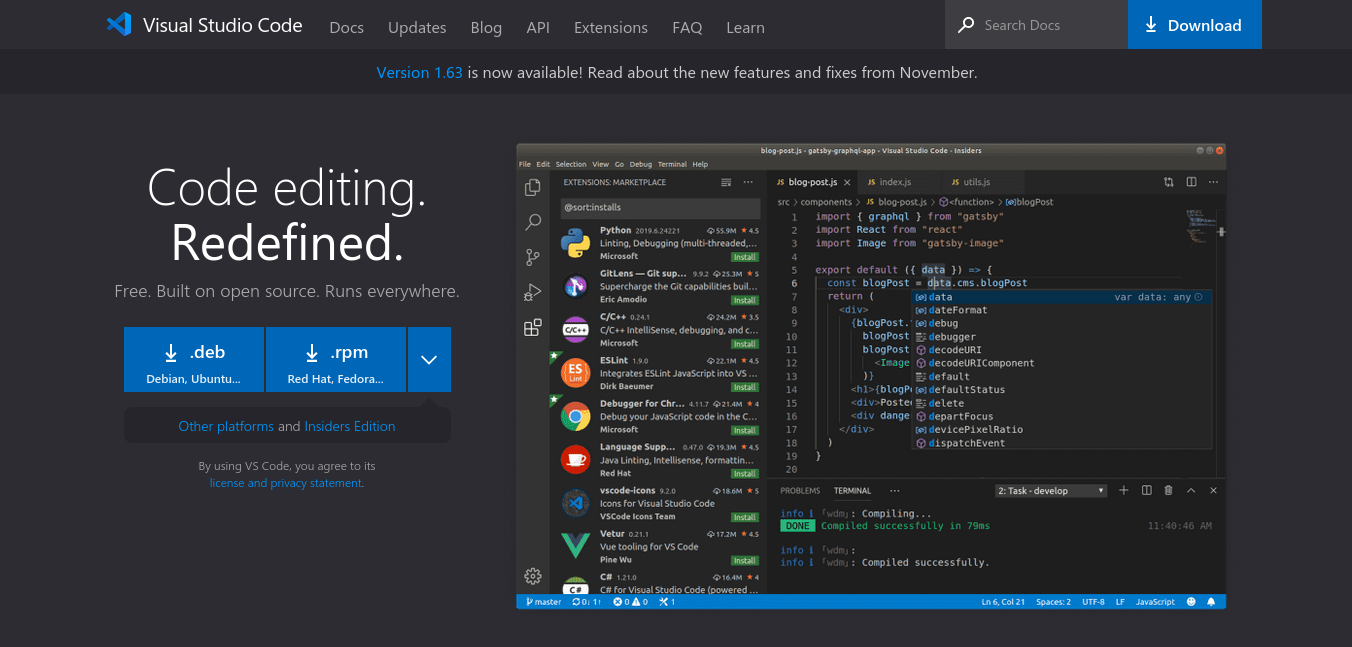 Visual Studio Code
Docs Updates Blog API Extensions FAQ Learn
Search Docs
Download
Version 1.63 is now available! Read about the new features and fixes from November.
Code editing.
Redefined.
Free. Built on open source. Runs everywhere.
.deb
Debian, Ubuntu...
.rpm
Red Hat, Fedora...
Other platforms and Insiders Edition
By using VS Code, you agree to its
license and privacy statement.
blog-post.js - gatsby-graphql-app - Visual Studio Code - Insiders
File Edit Selection View Go Debug Terminal Help
EXTENSIONS: MARKETPLACE
@sort:installs
Python 2019.6.24221 55.9M ★ 4.5
Linting, Debugging (multi-threaded,...
Microsoft Install
GitLens — Git sup... 9.9.2 25.3M ★ 5
Supercharge the Git capabilities buil...
Eric Amodio Install
C/C++
C/C++ 0.24.1 24.2M ★ 3.5
C/C++ IntelliSense, debugging, and c...
Microsoft Install
ES
Lint
ESLint 1.9.0 22.1M ★ 4.5
Integrates ESLint JavaScript into VS ...
Dirk Baeumer Install
Debugger for Chr... 4.11.7 21.4M ★ 4
Debug your JavaScript code in the C...
Microsoft Install
Language Supp... 0.47.0 19.3M ★ 4.5
Java Linting, Intellisense, formattin...
Red Hat Install
vscode-icons 9.2.0 18.6M ★ 5
Icons for Visual Studio Code
VSCode Icons Team Install
Vetur 0.21.1 17.2M ★ 4.5
Vue tooling for VS Code
Pine Wu Install
C#
C# 1.21.0 16.4M ★ 4
C# for Visual Studio Code (powered ...
JS blog-post.js × JS index.js JS utils.js
src > components > JS blog-post.js > <function> > blogPost
1 import { graphql } from "gatsby"
2 import React from "react"
3 import Image from "gatsby-image"
4
5 export default ({ data }) => {
6 const blogPost = data.cms.blogPost
7 return (
8 <div>
9 {blogPost.
10 blogPost
11 blogPost
12 <Image
13 )}
14 <h1>{blogP
15 <div>Poste
16 <div dange
17 </div>
18 )
19 }
20
data var data: any
dateFormat
debug
debugger
decodeURI
decodeURIComponent
default
defaultStatus
delete
departFocus
devicePixelRatio
dispatchEvent
PROBLEMS TERMINAL ... 2: Task - develop
info ℹ ｢wdm｣: Compiling...
DONE Compiled successfully in 79ms 11:40:46 AM
info ℹ ｢wdm｣:
info ℹ ｢wdm｣: Compiled successfully.
master 0↓ 1↑ 0 0 1
Ln 6, Col 21 Spaces: 2 UTF-8 LF JavaScript